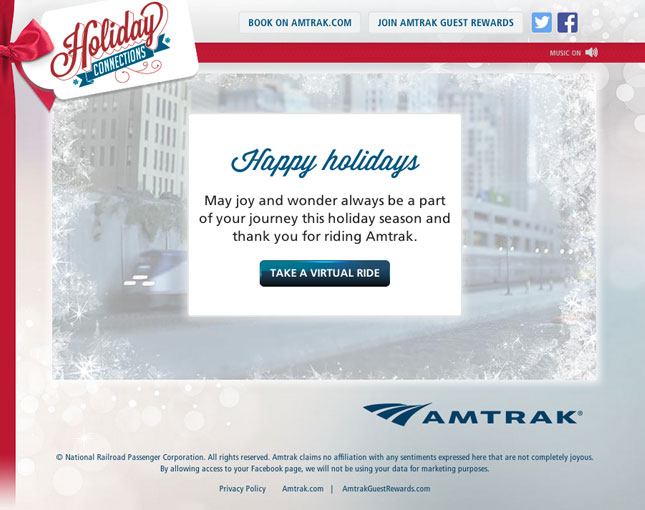 Holiday
CONNECTIONS
BOOK ON AMTRAK.COM
JOIN AMTRAK GUEST REWARDS
MUSIC ON
Happy holidays
May joy and wonder always be a part
of your journey this holiday season and
thank you for riding Amtrak.
TAKE A VIRTUAL RIDE
AMTRAK®
© National Railroad Passenger Corporation. All rights reserved. Amtrak claims no affiliation with any sentiments expressed here that are not completely joyous.
By allowing access to your Facebook page, we will not be using your data for marketing purposes.
Privacy Policy Amtrak.com | AmtrakGuestRewards.com